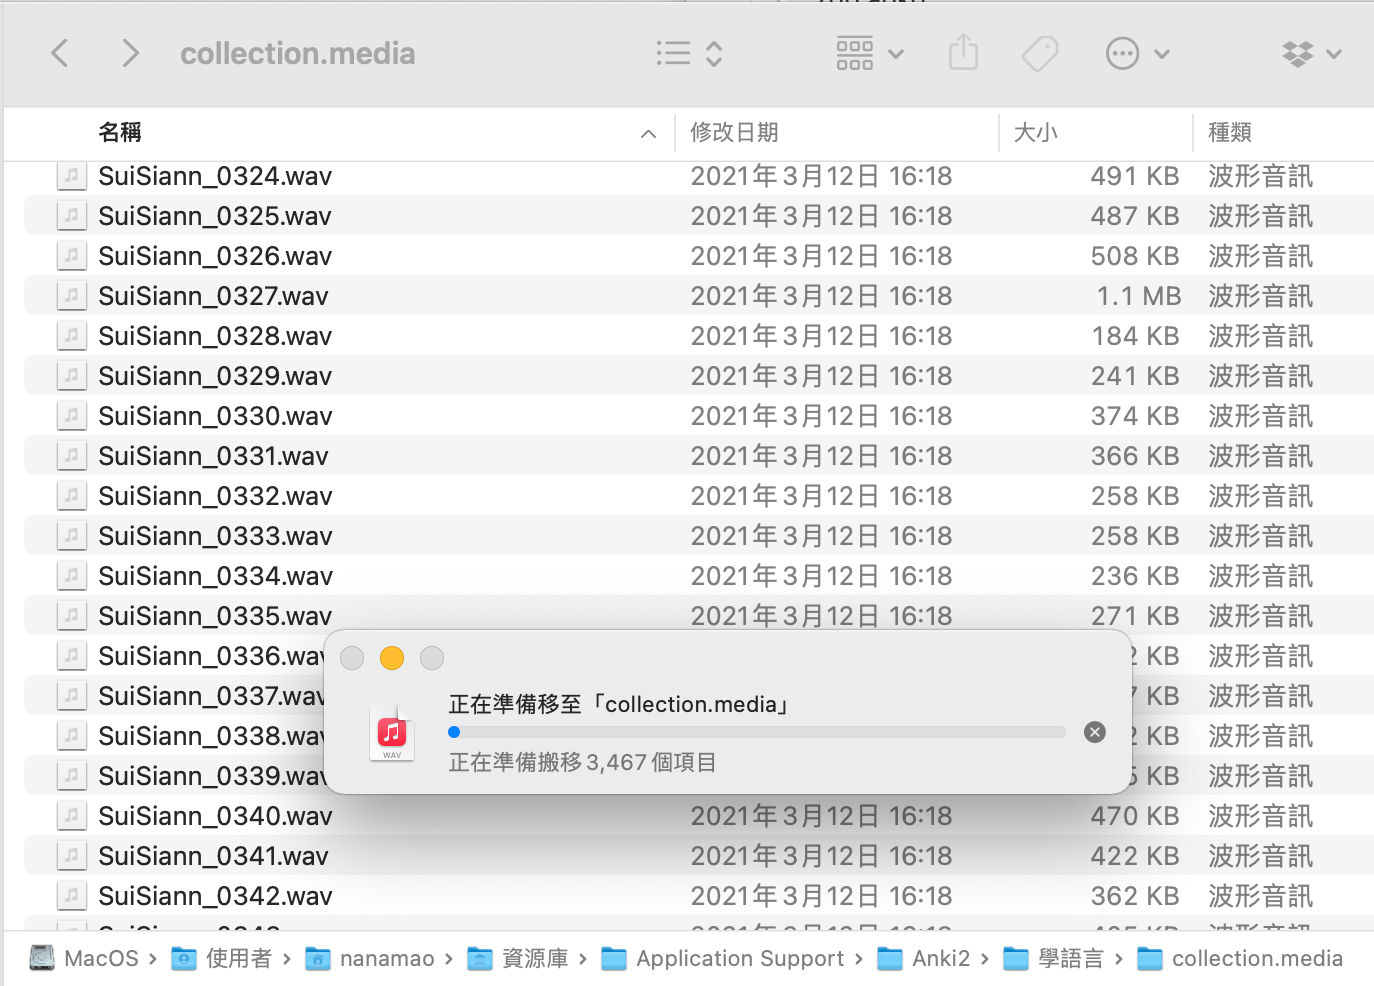 collection.media
名稱 修改日期 大小 種類
SuiSiann_0324.wav 2021年3月12日 16:18 491 KB 波形音訊
SuiSiann_0325.wav 2021年3月12日 16:18 487 KB 波形音訊
SuiSiann_0326.wav 2021年3月12日 16:18 508 KB 波形音訊
SuiSiann_0327.wav 2021年3月12日 16:18 1.1 MB 波形音訊
SuiSiann_0328.wav 2021年3月12日 16:18 184 KB 波形音訊
SuiSiann_0329.wav 2021年3月12日 16:18 241 KB 波形音訊
SuiSiann_0330.wav 2021年3月12日 16:18 374 KB 波形音訊
SuiSiann_0331.wav 2021年3月12日 16:18 366 KB 波形音訊
SuiSiann_0332.wav 2021年3月12日 16:18 258 KB 波形音訊
SuiSiann_0333.wav 2021年3月12日 16:18 258 KB 波形音訊
SuiSiann_0334.wav 2021年3月12日 16:18 236 KB 波形音訊
SuiSiann_0335.wav 2021年3月12日 16:18 271 KB 波形音訊
SuiSiann_0336.wav 2 KB 波形音訊
SuiSiann_0337.wav 7 KB 波形音訊
SuiSiann_0338.wav 2 KB 波形音訊
SuiSiann_0339.wav 5 KB 波形音訊
正在準備移至「collection.media」
WAV
正在準備搬移 3,467 個項目
SuiSiann_0340.wav 2021年3月12日 16:18 470 KB 波形音訊
SuiSiann_0341.wav 2021年3月12日 16:18 422 KB 波形音訊
SuiSiann_0342.wav 2021年3月12日 16:18 362 KB 波形音訊
MacOS › 使用者 › nanamao › 資源庫 › Application Support › Anki2 › 學語言 › collection.media